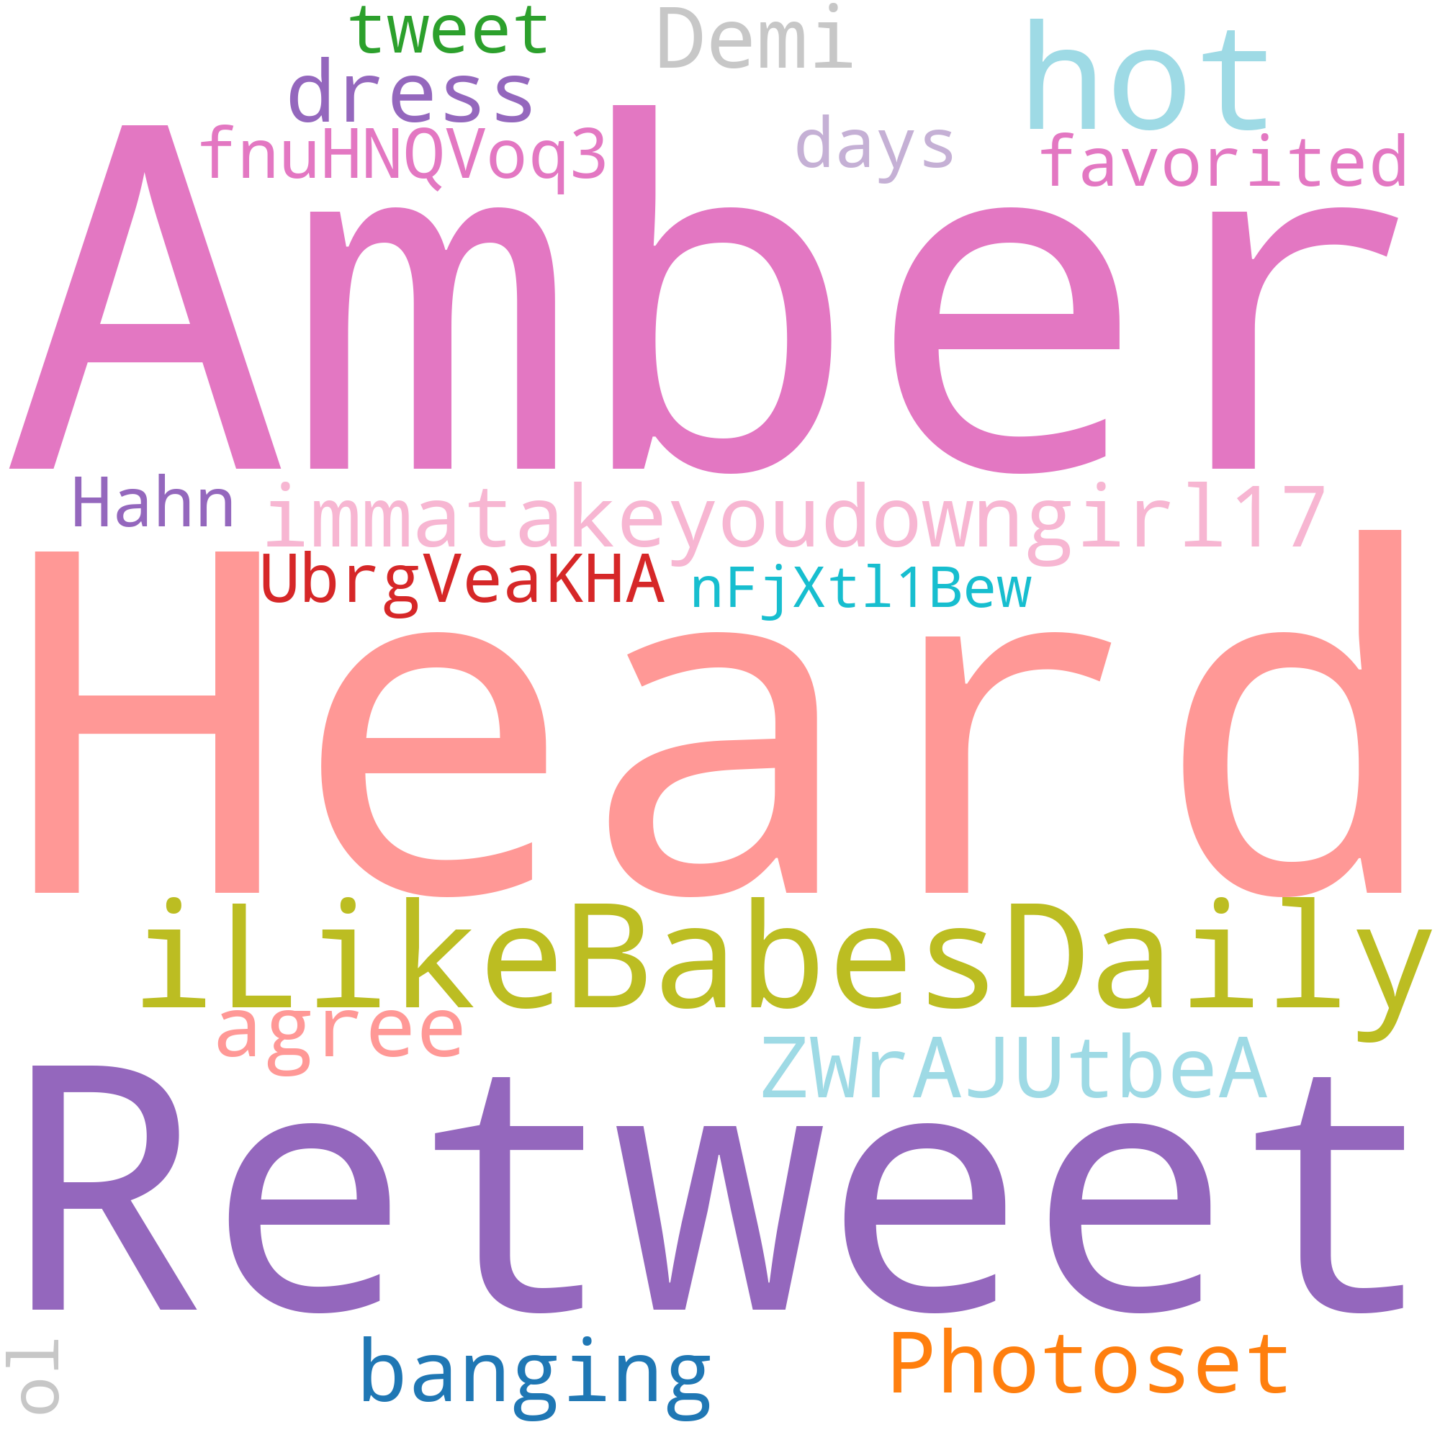 tweet
Demi
hot
dress
fnuHNQVoq3
days
favorited
Amber
Hahn
immatakeyoudowngirl17
UbrgVeaKHA
nFjXtl1Bew
Heard
iLikeBabesDaily
agree
ZWrAJUtbeA
Retweet
ol
banging
Photoset